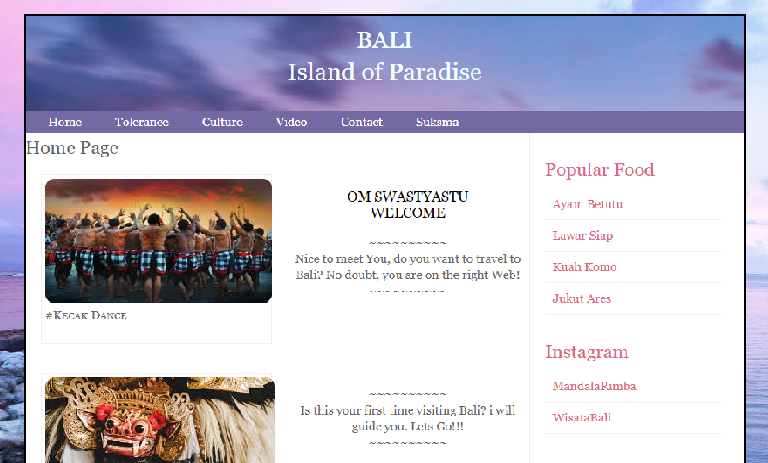 BALI
Island of Paradise
Home Tolerance Culture Video Contact Suksma
Home Page
#Kecak Dance
OM SWASTYASTU
WELCOME
~~~~~~~~~~
Nice to meet You, do you want to travel to
Bali? No doubt, you are on the right Web!
~~~~~~~~~~
~~~~~~~~~~
Is this your first time visiting Bali? i will
guide you. Lets Go!!!
~~~~~~~~~~
Popular Food
Ayam Betutu
Lawar Siap
Kuah Komo
Jukut Ares
Instagram
MandalaRimba
WisataBali